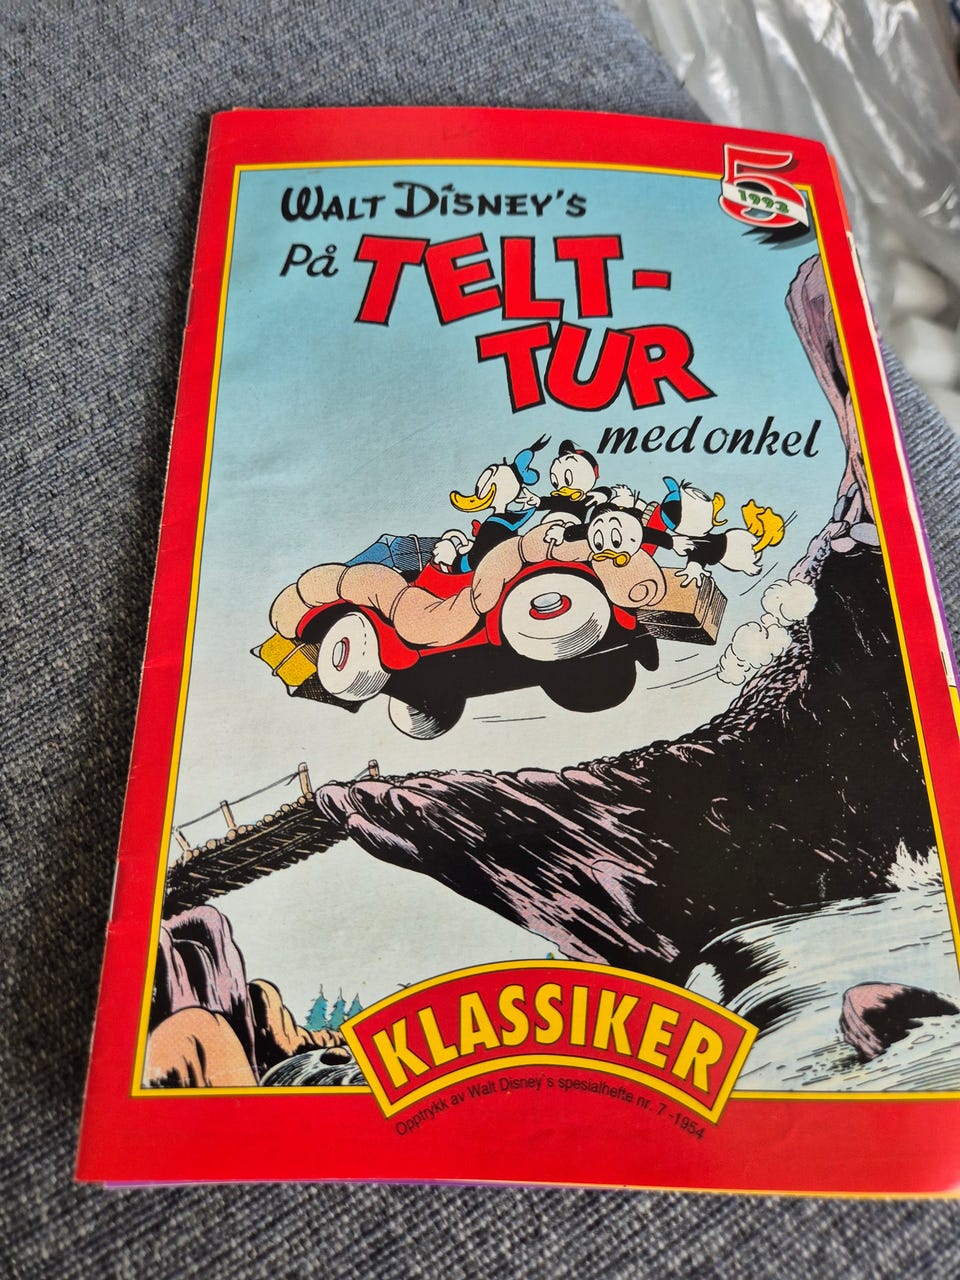 5
1993
WALT DISNEY'S
På TELT-
TUR
med onkel
KLASSIKER
Opptrykk av Walt Disney's spesialhefte nr. 7 - 1954